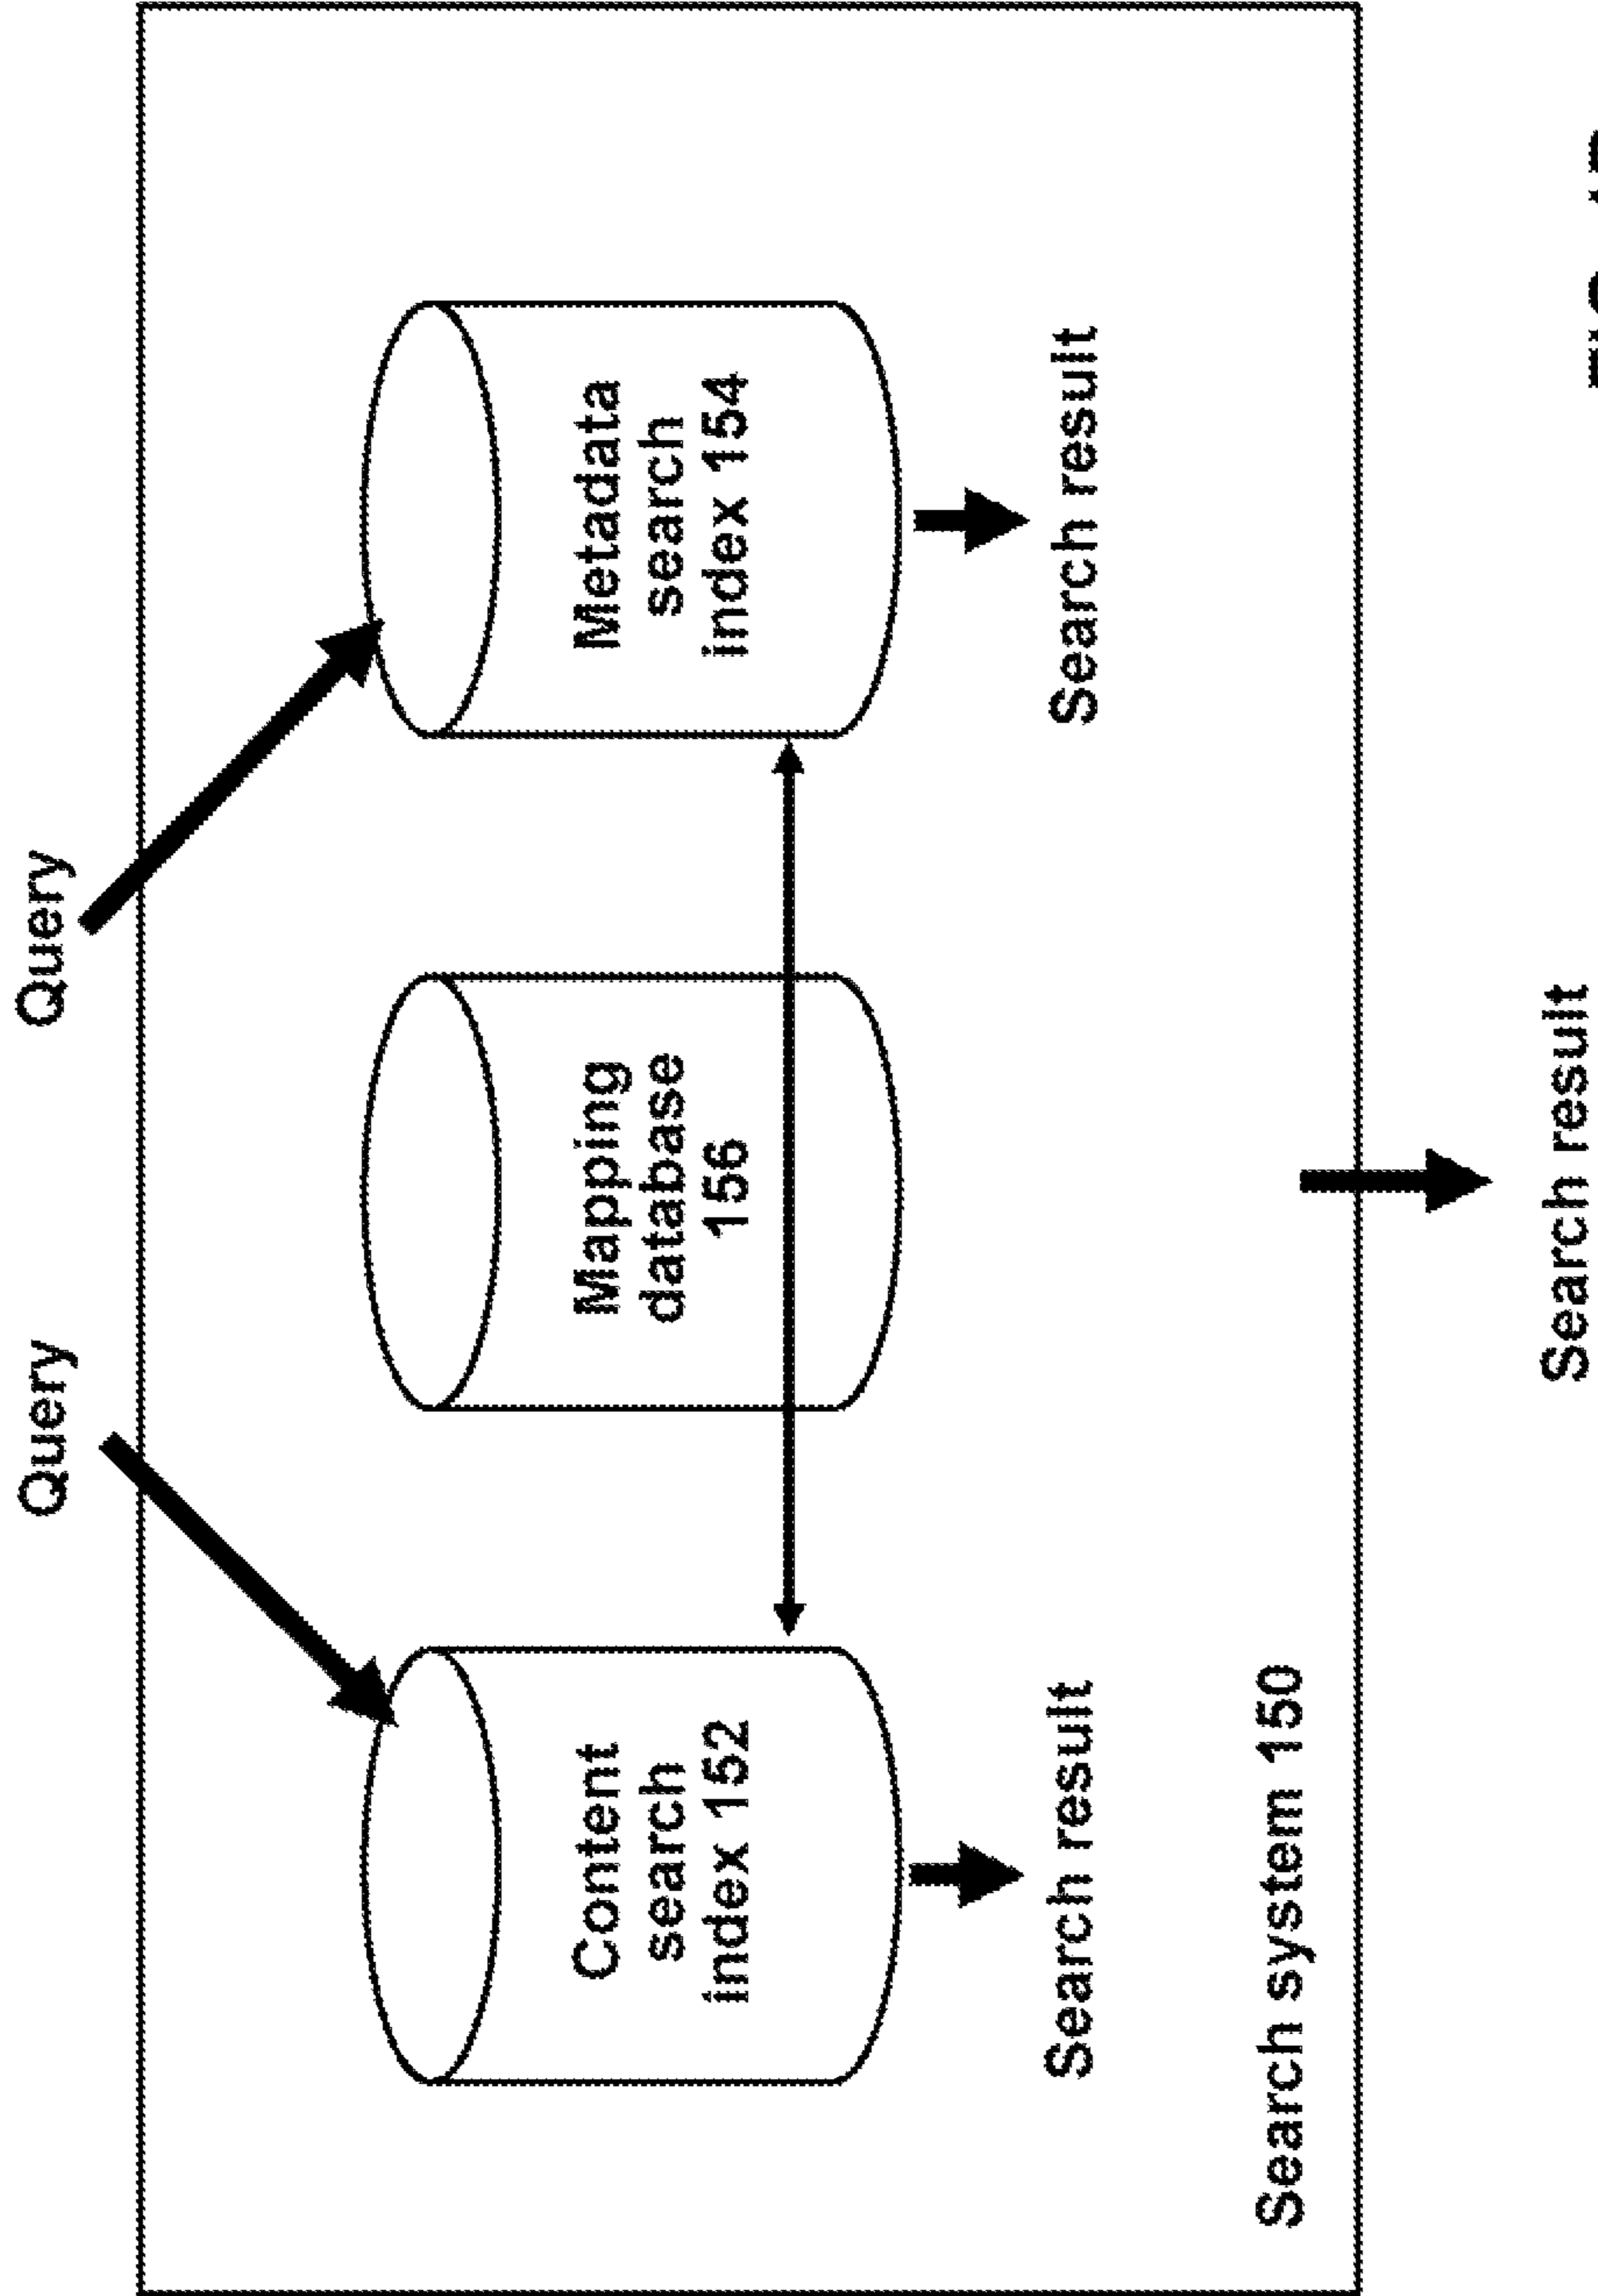 Query
Query
Content
search
index 152
Mapping
database
156
Metadata
search
index 154
Search result
Search result
Search system 150
Search result